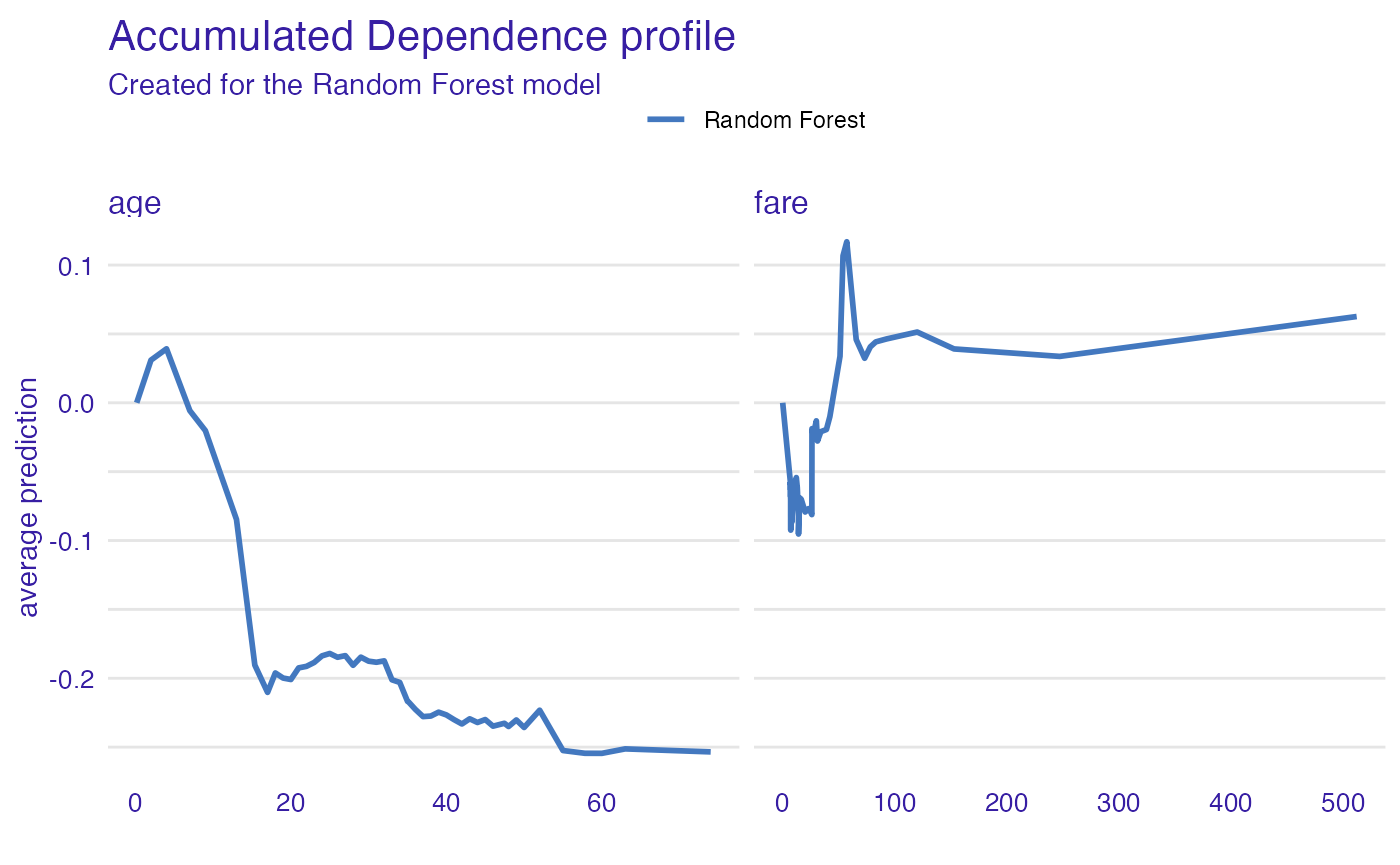 Accumulated Dependence profile
Created for the Random Forest model
Random Forest
age
fare
average prediction
0.1
0.0
-0.1
-0.2
0 20 40 60
0 100 200 300 400 500